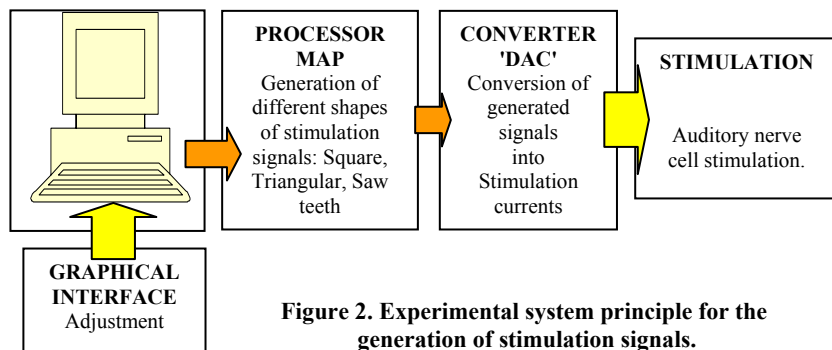 PROCESSOR
MAP
Generation of
different shapes
of stimulation
signals: Square,
Triangular, Saw
teeth
CONVERTER
'DAC'
Conversion of
generated
signals
into
Stimulation
currents
STIMULATION
Auditory nerve
cell stimulation.
GRAPHICAL
INTERFACE
Adjustment
Figure 2. Experimental system principle for the
generation of stimulation signals.